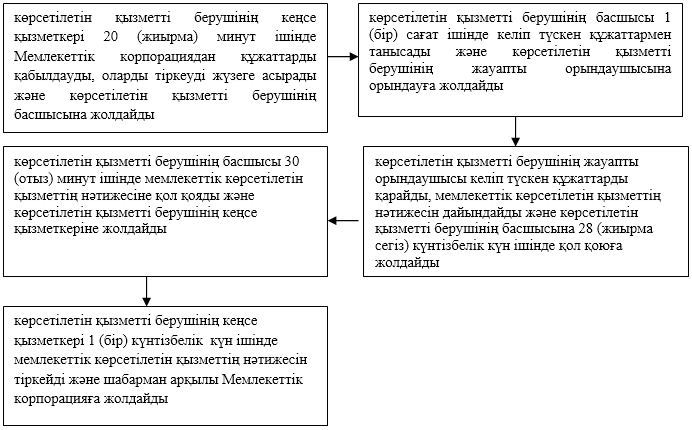 көрсетілетін қызметті берушінің кеңсе
қызметкері 20 (жиырма) минут ішінде
Мемлекеттік корпорациядан құжаттарды
қабылдауды, оларды тіркеуді жүзеге асырады
және көрсетілетін қызметті берушінің
басшысына жолдайды
көрсетілетін қызметті берушінің басшысы 1
(бір) сағат ішінде келіп түскен құжаттармен
танысады және көрсетілетін қызметті
берушінің жауапты орындаушысына
орындауға жолдайды
көрсетілетін қызметті берушінің жауапты
орындаушысы келіп түскен құжаттарды
қарайды, мемлекеттік көрсетілетін қызметтің
нәтижесін дайындайды және көрсетілетін
қызметті берушінің басшысына 28 (жиырма
сегіз) күнтізбелік күн ішінде қол қоюға
жолдайды
көрсетілетін қызметті берушінің басшысы 30
(отыз) минут ішінде мемлекеттік көрсетілетін
қызметтің нәтижесіне қол қояды және
көрсетілетін қызметті берушінің кеңсе
қызметкеріне жолдайды
көрсетілетін қызметті берушінің кеңсе
қызметкері 1 (бір) күнтізбелік күн ішінде
мемлекеттік көрсетілетін қызметтің нәтижесін
тіркейді және шабарман арқылы Мемлекеттік
корпорацияға жолдайды